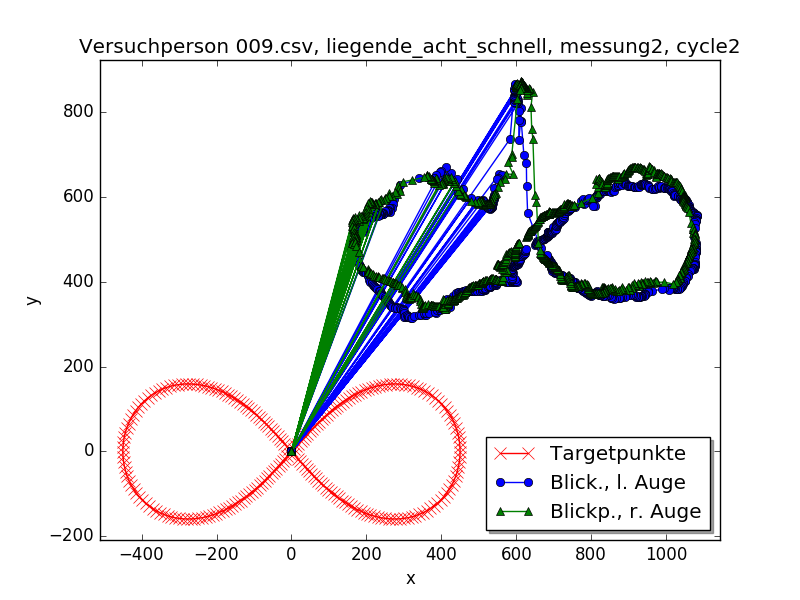 Versuchperson 009.csv, liegende_acht_schnell, messung2, cycle2
y
800
600
400
200
0
−200
−400
−200
0
200
400
600
800
1000
x
Targetpunkte
Blick., l. Auge
Blickp., r. Auge